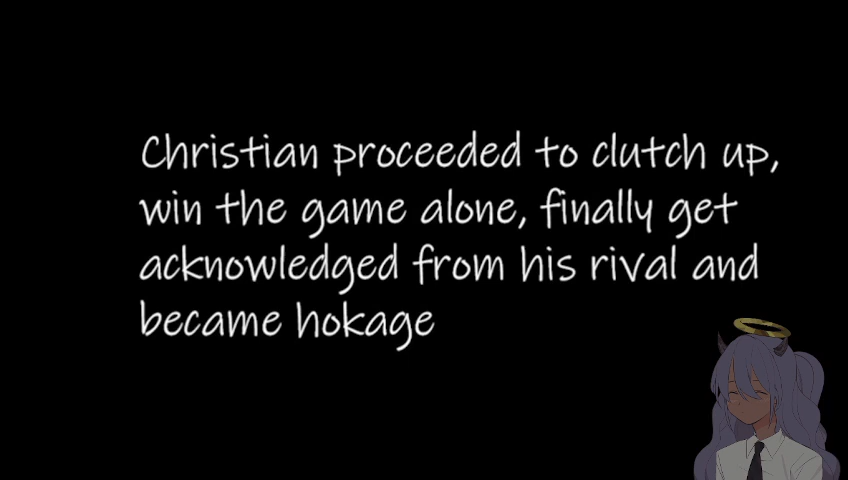 Christian proceeded to clutch up,
win the game alone, finally get
acknowledged from his rival and
became hokage